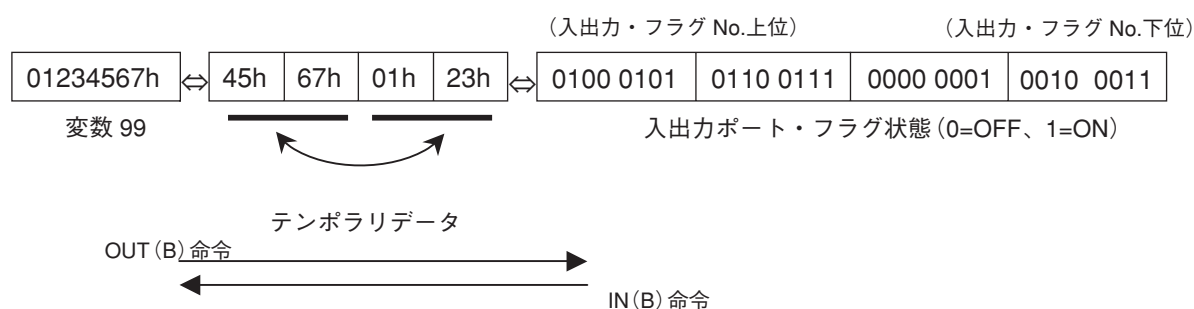 （入出力・フラグ No.上位） （入出力・フラグ No.下位）
01234567h ⇔ 45h 67h 01h 23h ⇔ 0100 0101 0110 0111 0000 0001 0010 0011
変数 99 入出力ポート・フラグ状態（0=OFF、1=ON）
テンポラリデータ
OUT（B）命令
IN（B）命令